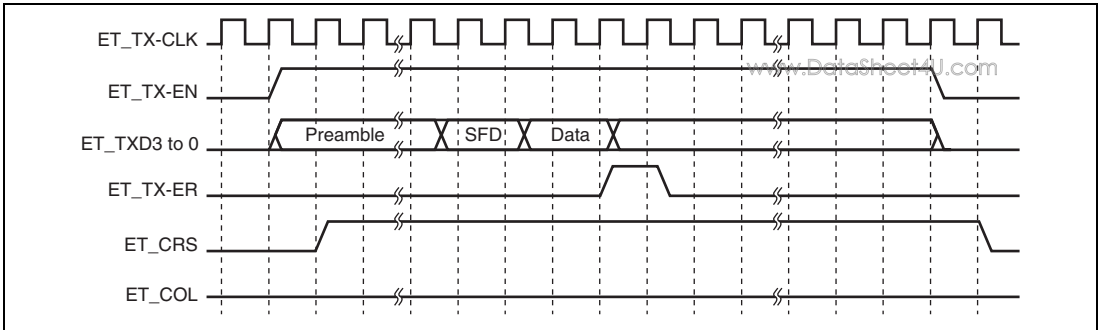 ET_TX-CLK
www.DataSheet4U.com
ET_TX-EN
ET_TXD3 to 0
Preamble
SFD
Data
ET_TX-ER
ET_CRS
ET_COL